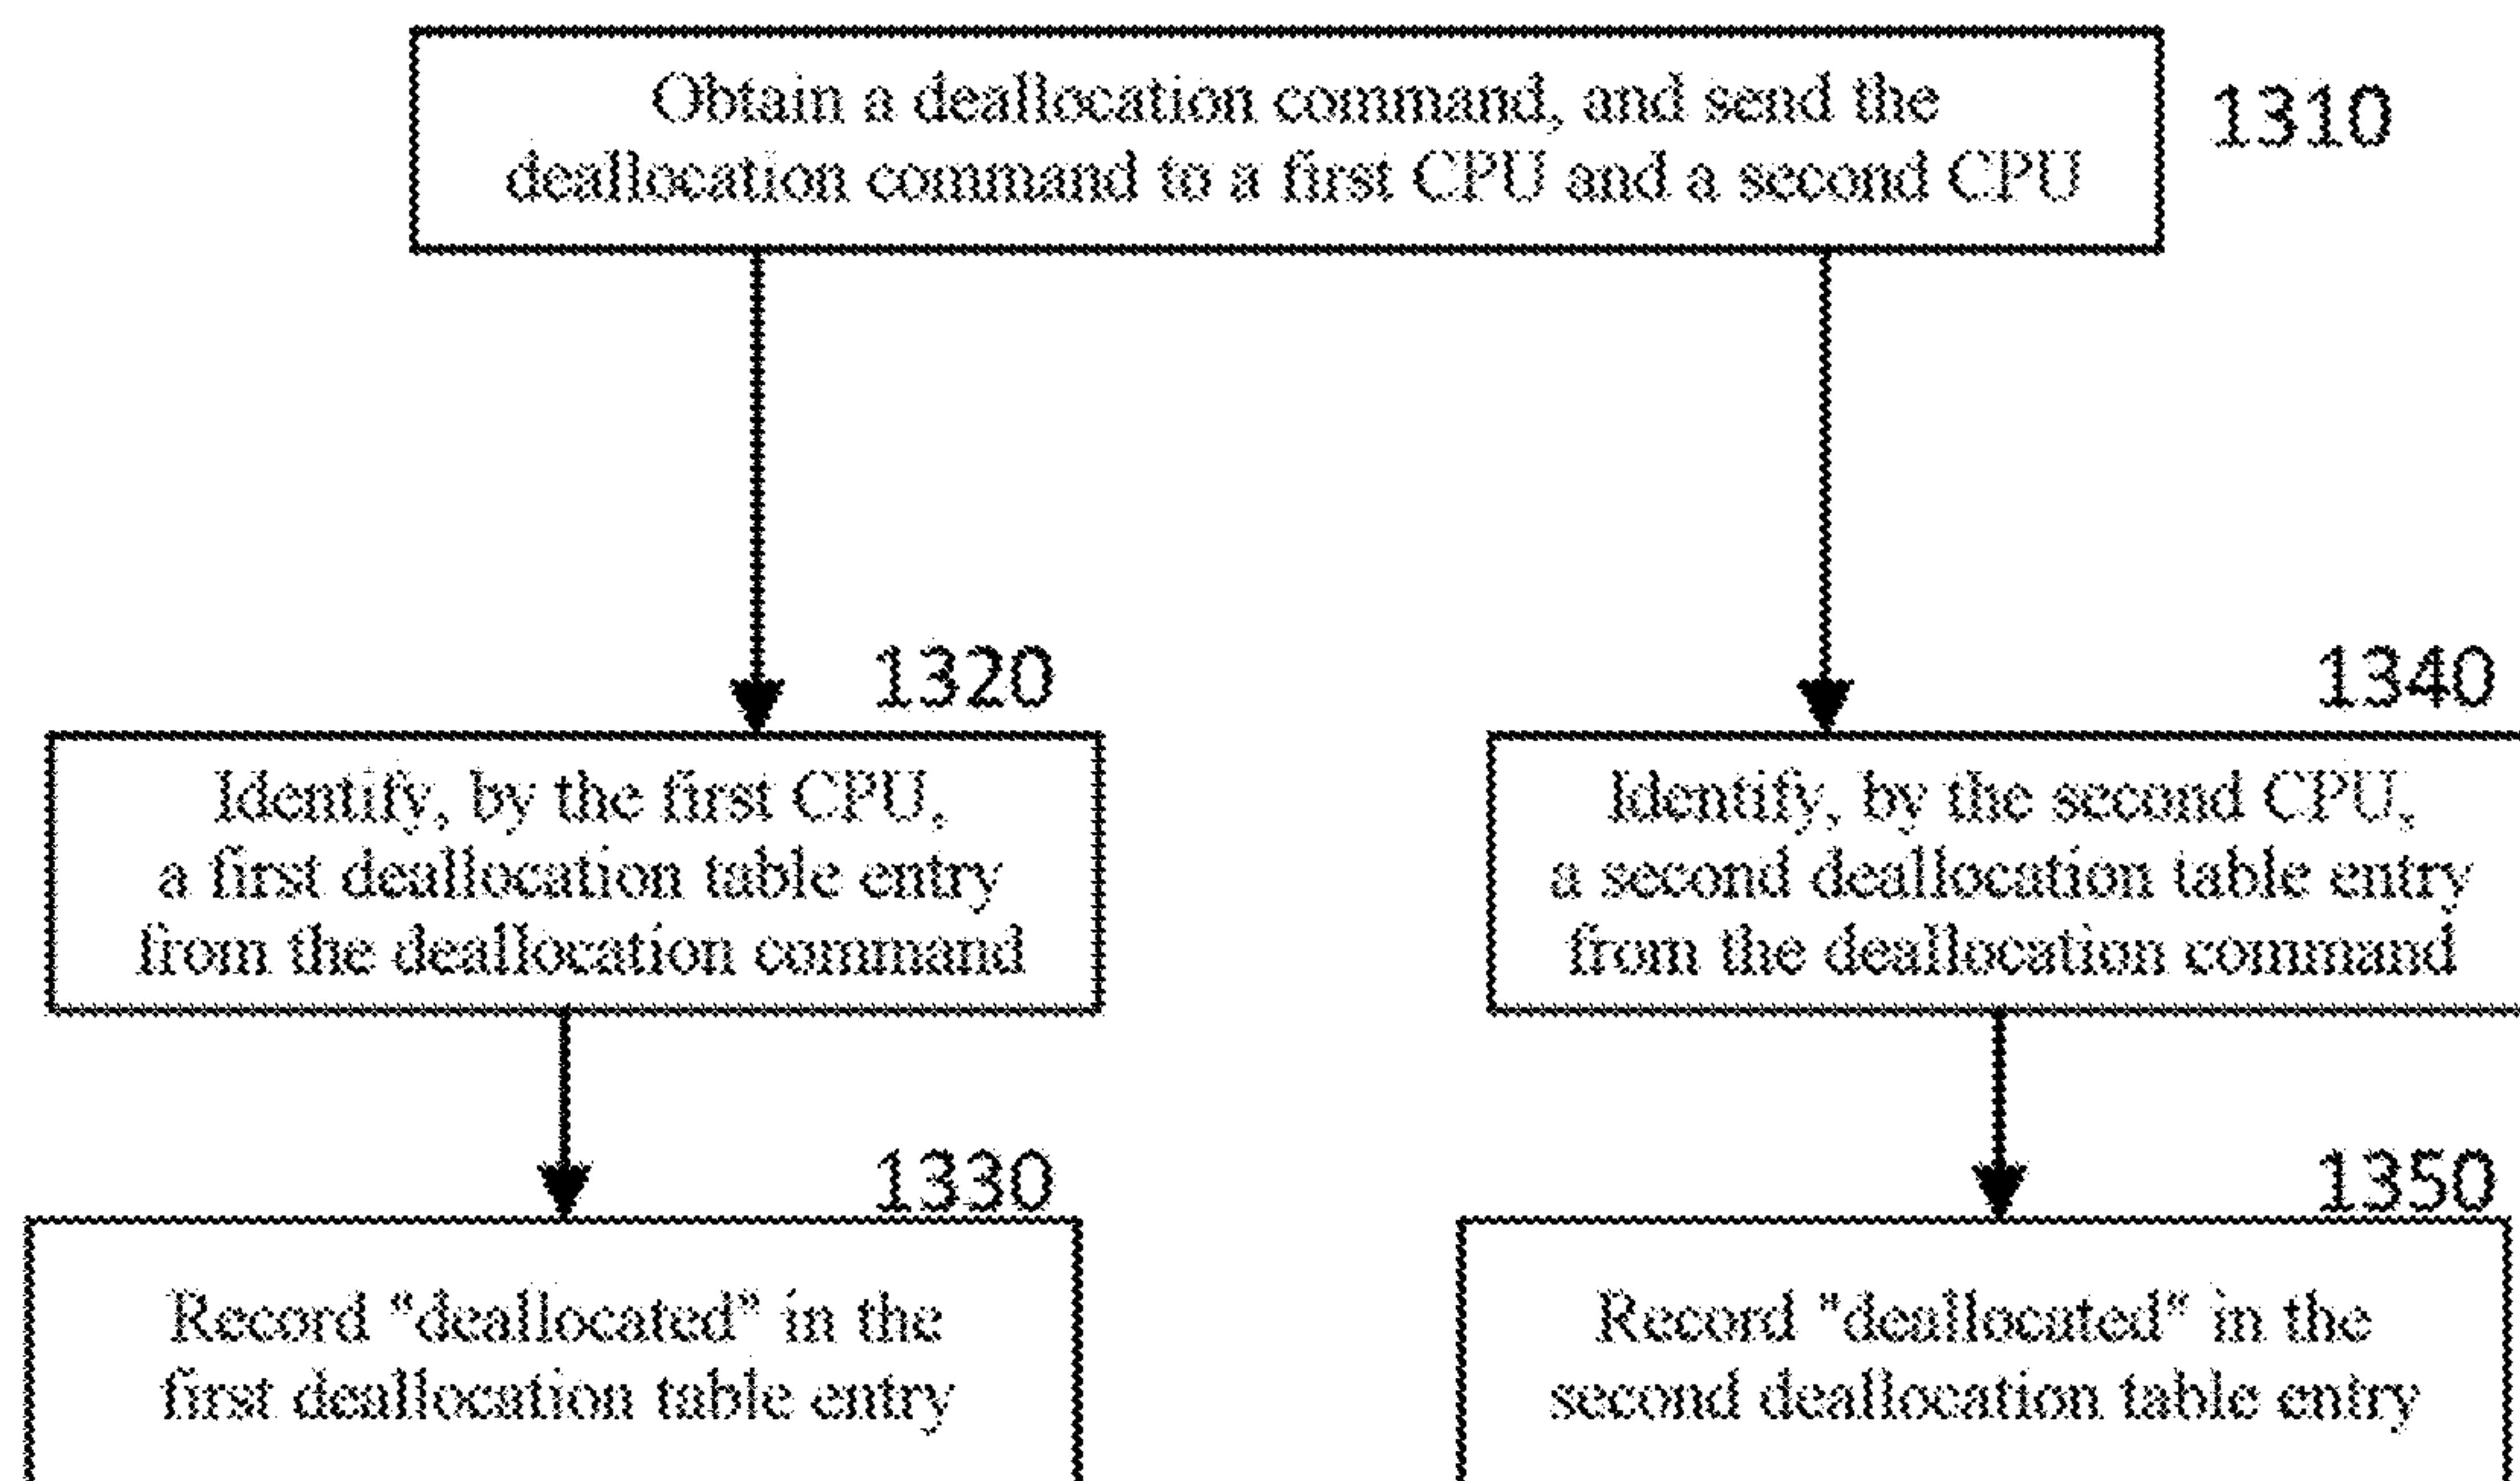 Obtain a deallocation command, and send the
deallocation command to a first CPU and a second CPU
1310
1320
Identify, by the first CPU,
a first deallocation table entry
from the deallocation command
1340
Identify, by the second CPU,
a second deallocation table entry
from the deallocation command
1330
Record "deallocated" in the
first deallocation table entry
1350
Record "deallocated" in the
second deallocation table entry